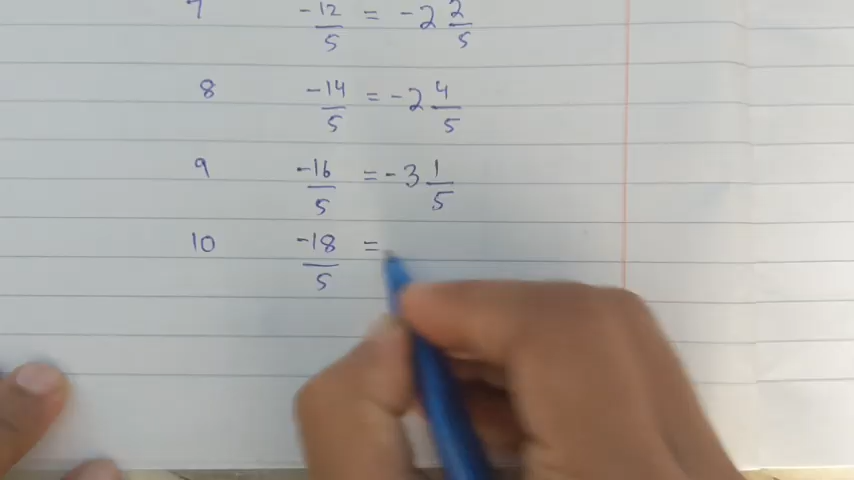 7 -12/5 = -2 2/5
8 -14/5 = -2 4/5
9 -16/5 = -3 1/5
10 -18/5 =